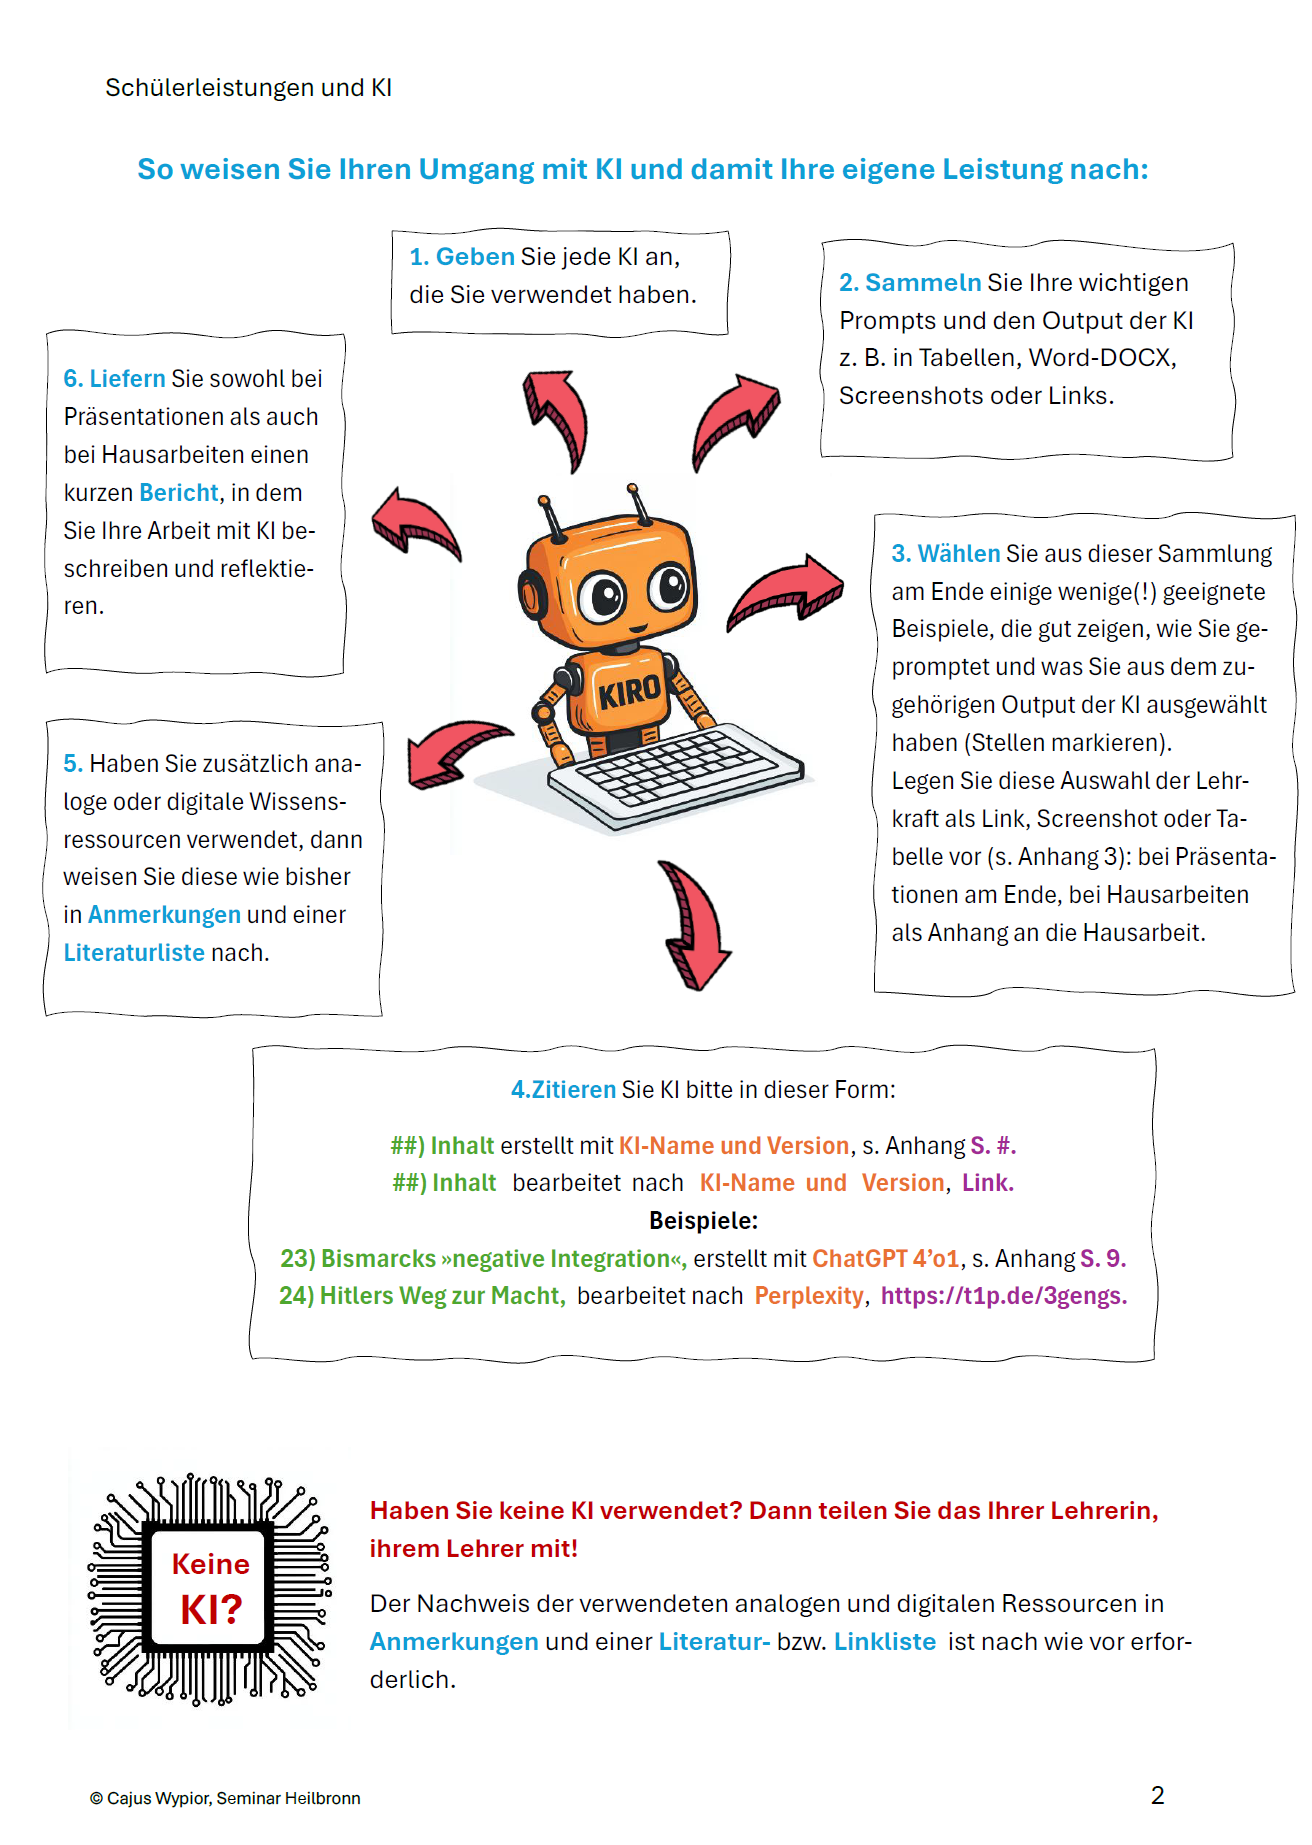 Schülerleistungen und KI
So weisen Sie Ihren Umgang mit KI und damit Ihre eigene Leistung nach:
1. Geben Sie jede KI an,
die Sie verwendet haben.
2. Sammeln Sie Ihre wichtigen
Prompts und den Output der KI
z. B. in Tabellen, Word-DOCX,
Screenshots oder Links.
3. Wählen Sie aus dieser Sammlung
am Ende einige wenige(!) geeignete
Beispiele, die gut zeigen, wie Sie ge-
promptet und was Sie aus dem zu-
gehörigen Output der KI ausgewählt
haben (Stellen markieren).
Legen Sie diese Auswahl der Lehr-
kraft als Link, Screenshot oder Ta-
belle vor (s. Anhang 3): bei Präsenta-
tionen am Ende, bei Hausarbeiten
als Anhang an die Hausarbeit.
4.Zitieren Sie KI bitte in dieser Form:
##) Inhalt erstellt mit KI-Name und Version, s. Anhang S. #.
##) Inhalt bearbeitet nach KI-Name und Version, Link.
Beispiele:
23) Bismarcks »negative Integration«, erstellt mit ChatGPT 4’o1, s. Anhang S. 9.
24) Hitlers Weg zur Macht, bearbeitet nach Perplexity, https://t1p.de/3gengs.
5. Haben Sie zusätzlich ana-
loge oder digitale Wissens-
ressourcen verwendet, dann
weisen Sie diese wie bisher
in Anmerkungen und einer
Literaturliste nach.
6. Liefern Sie sowohl bei
Präsentationen als auch
bei Hausarbeiten einen
kurzen Bericht, in dem
Sie Ihre Arbeit mit KI be-
schreiben und reflektie-
ren.
KIRO
Keine
KI?
Haben Sie keine KI verwendet? Dann teilen Sie das Ihrer Lehrerin,
ihrem Lehrer mit!
Der Nachweis der verwendeten analogen und digitalen Ressourcen in
Anmerkungen und einer Literatur- bzw. Linkliste ist nach wie vor erfor-
derlich.
© Cajus Wypior, Seminar Heilbronn
2